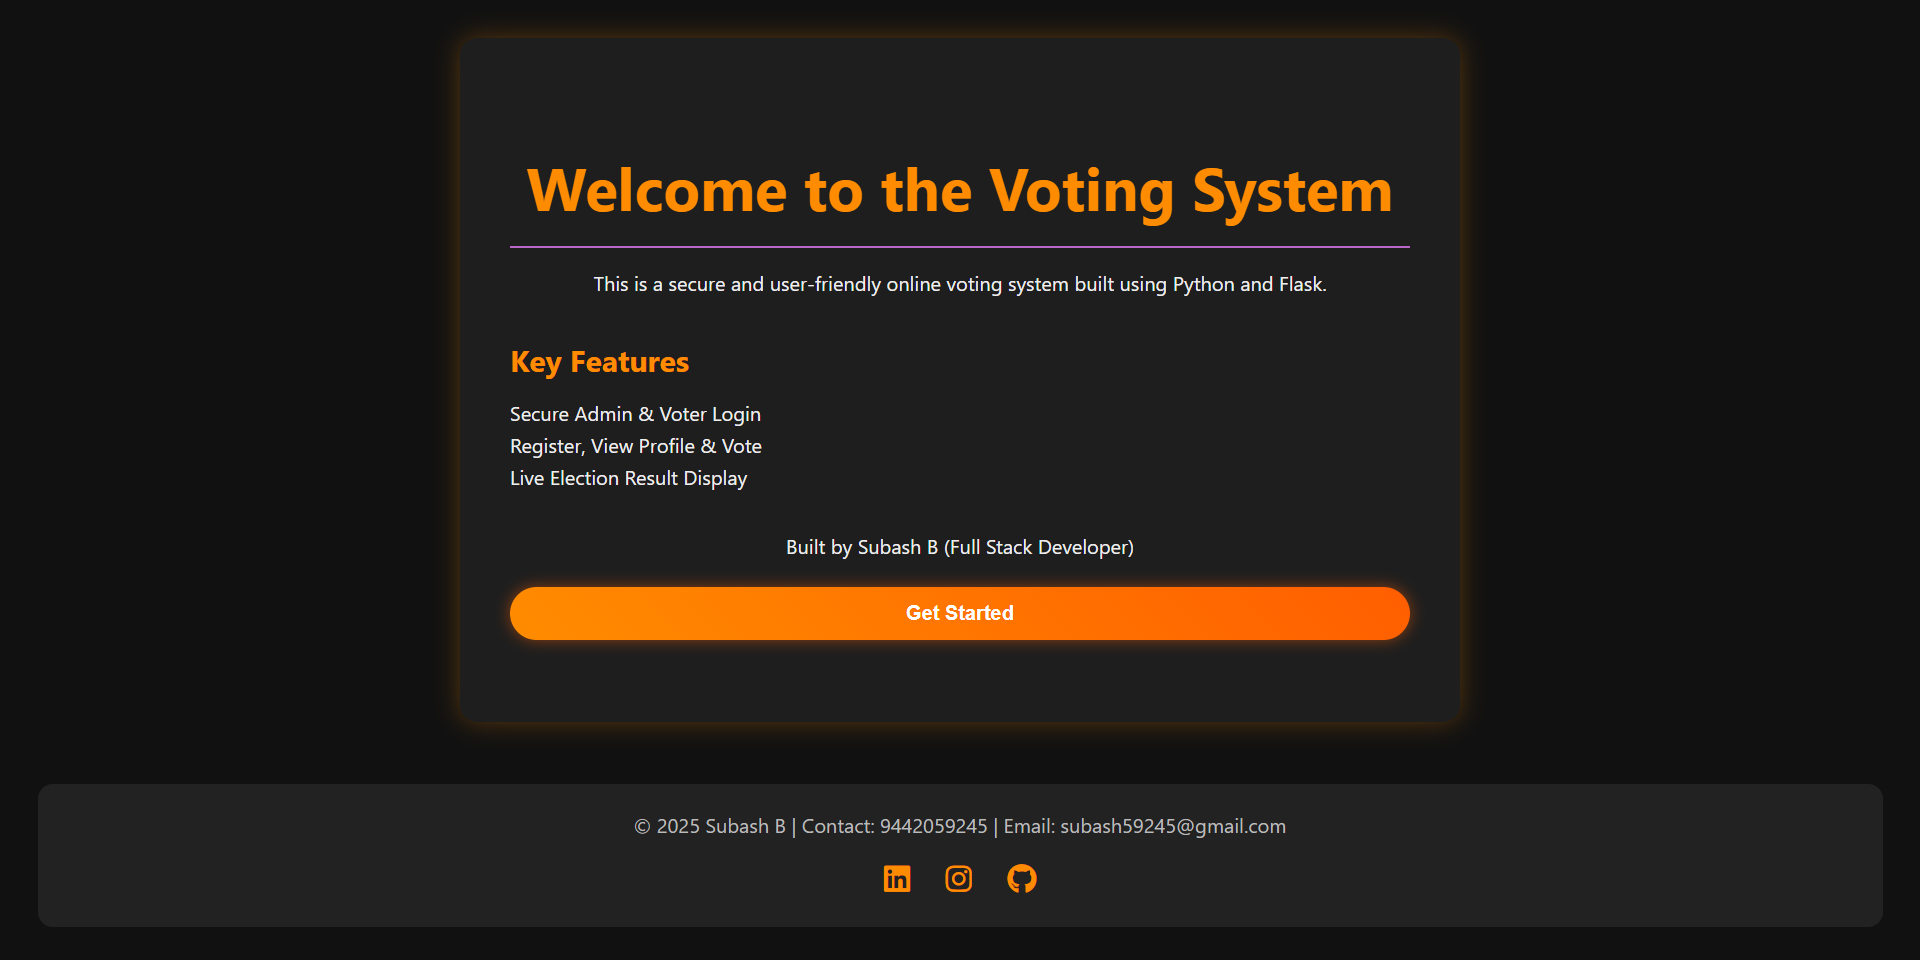 Welcome to the Voting System
This is a secure and user-friendly online voting system built using Python and Flask.
Key Features
Secure Admin & Voter Login
Register, View Profile & Vote
Live Election Result Display
Built by Subash B (Full Stack Developer)
Get Started
© 2025 Subash B | Contact: 9442059245 | Email: subash59245@gmail.com
in